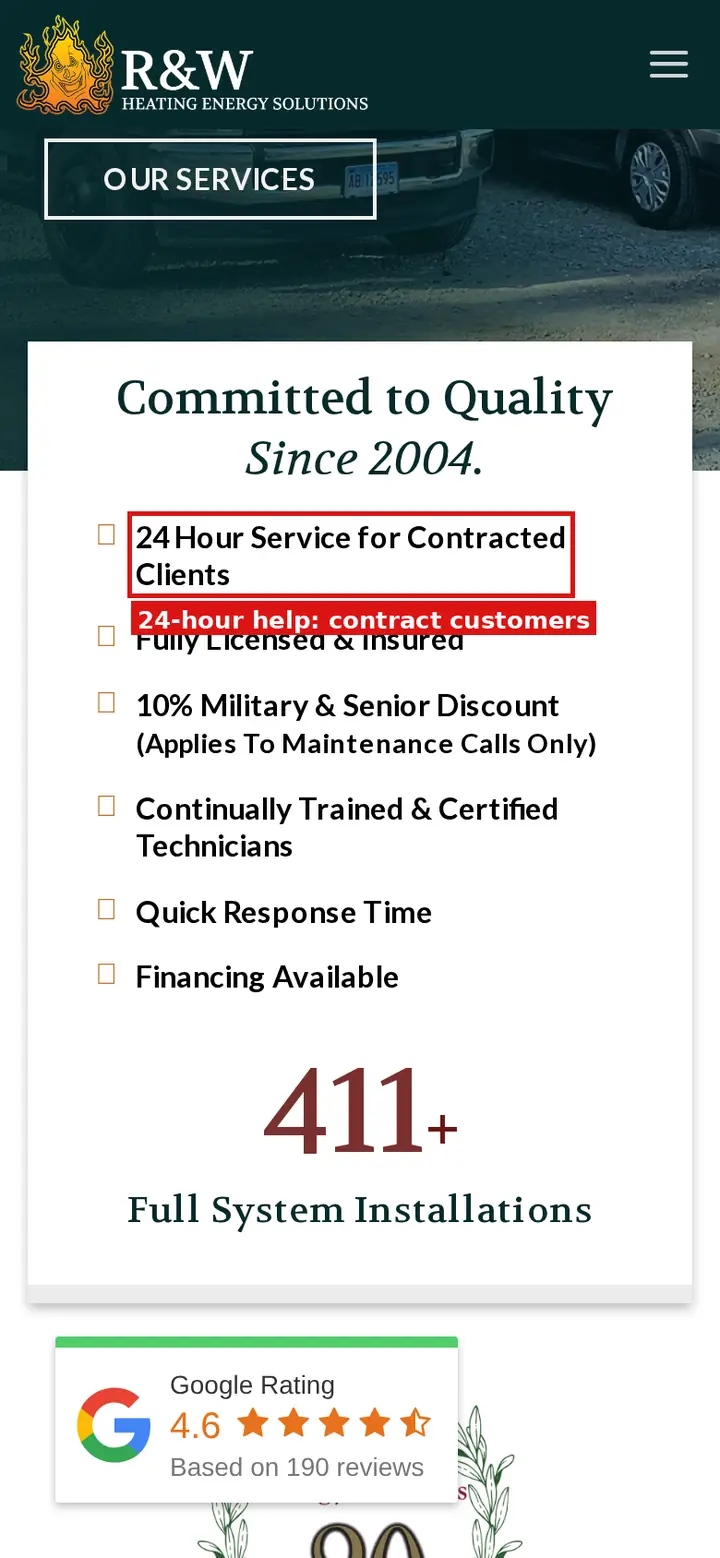 R&W
HEATING ENERGY SOLUTIONS
OUR SERVICES
Committed to Quality
Since 2004.
24 Hour Service for Contracted
Clients
24-hour help: contract customers
Fully Licensed & Insured
10% Military & Senior Discount
(Applies To Maintenance Calls Only)
Continually Trained & Certified
Technicians
Quick Response Time
Financing Available
411+
Full System Installations
Google Rating
4.6
Based on 190 reviews